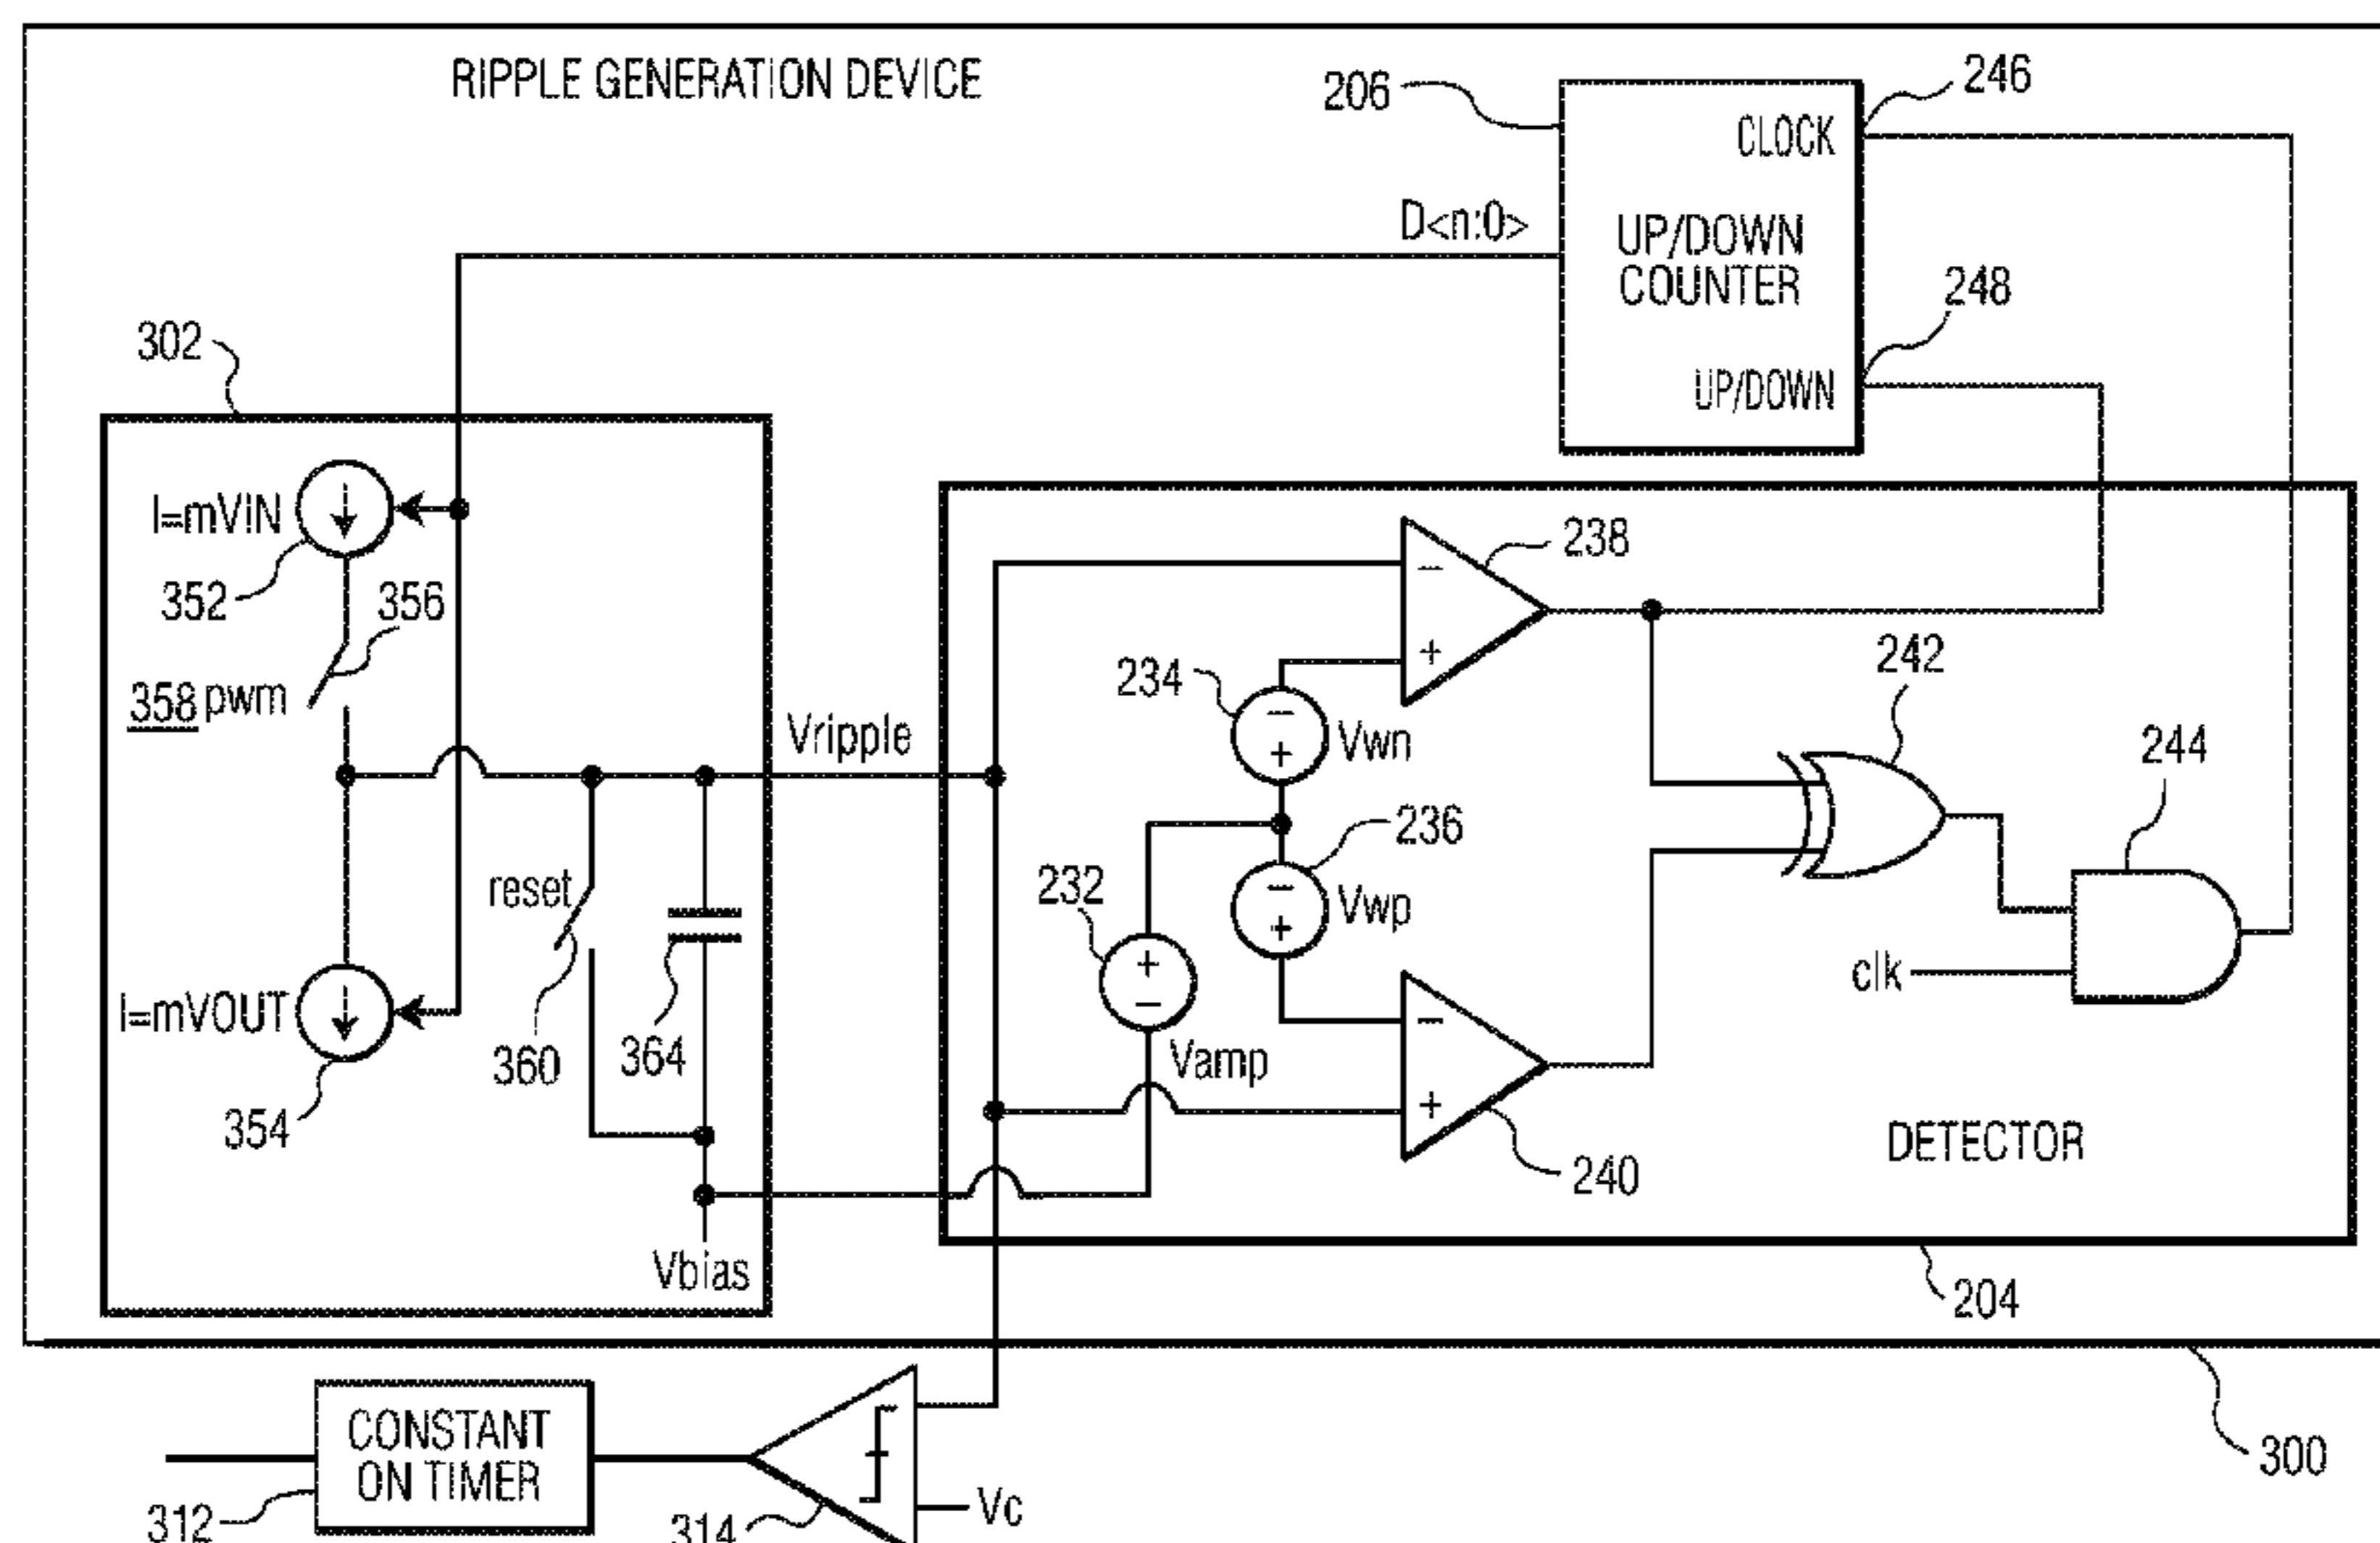 RIPPLE GENERATION DEVICE
206
246
CLOCK
D<n:0>
UP/DOWN
COUNTER
248
UP/DOWN
302
I=mVIN
352
356
358 pwm
Vripple
reset
I=mVOUT
360
364
354
Vbias
238
234
Vwn
242
244
236
Vwp
232
clk
Vamp
240
DETECTOR
204
300
CONSTANT
ON TIMER
312
314
Vc